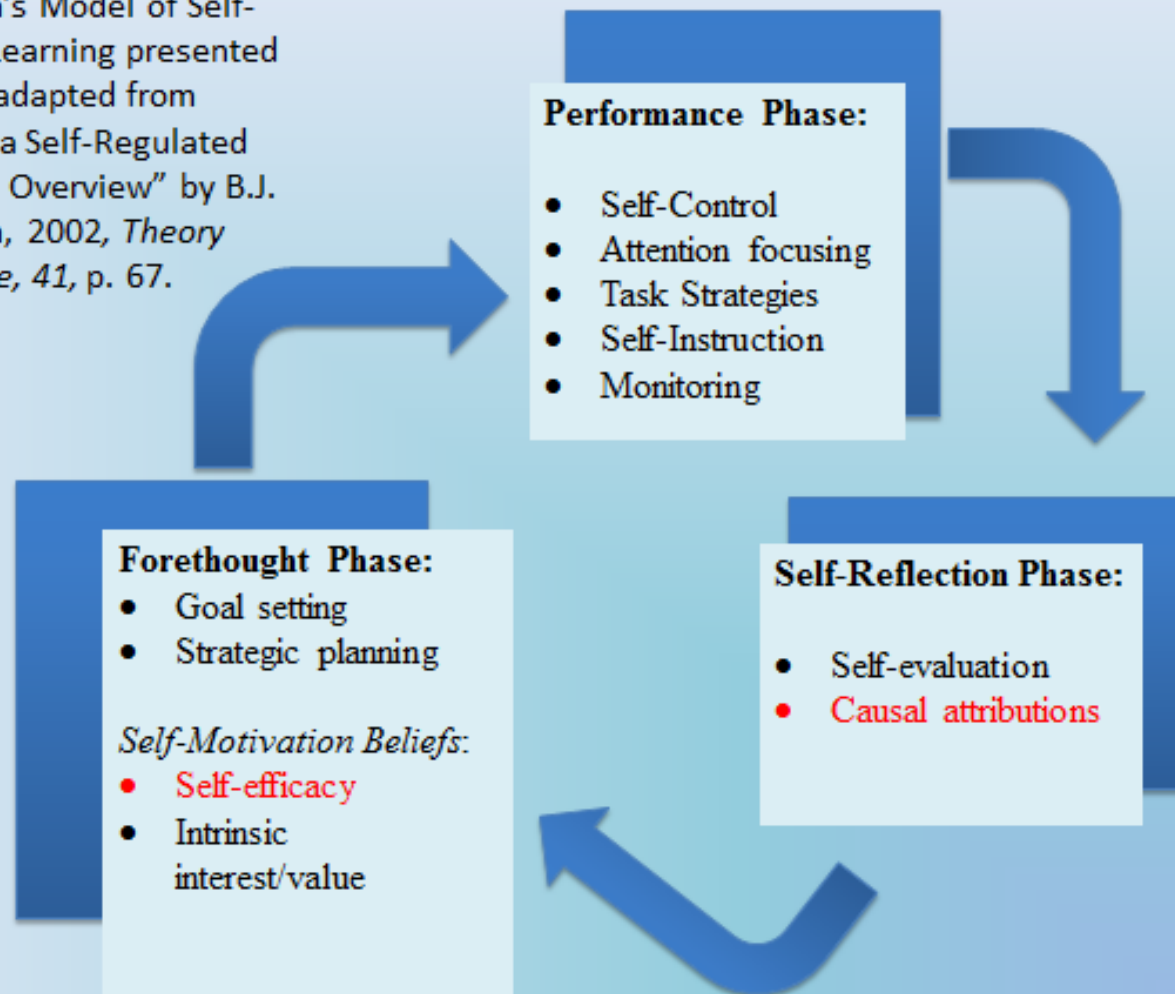 's Model of Self-
earning presented
adapted from
a Self-Regulated
Overview” by B.J.
, 2002, Theory
e, 41, p. 67.
Performance Phase:
• Self-Control
• Attention focusing
• Task Strategies
• Self-Instruction
• Monitoring
Forethought Phase:
• Goal setting
• Strategic planning
Self-Motivation Beliefs:
• Self-efficacy
• Intrinsic
interest/value
Self-Reflection Phase:
• Self-evaluation
• Causal attributions